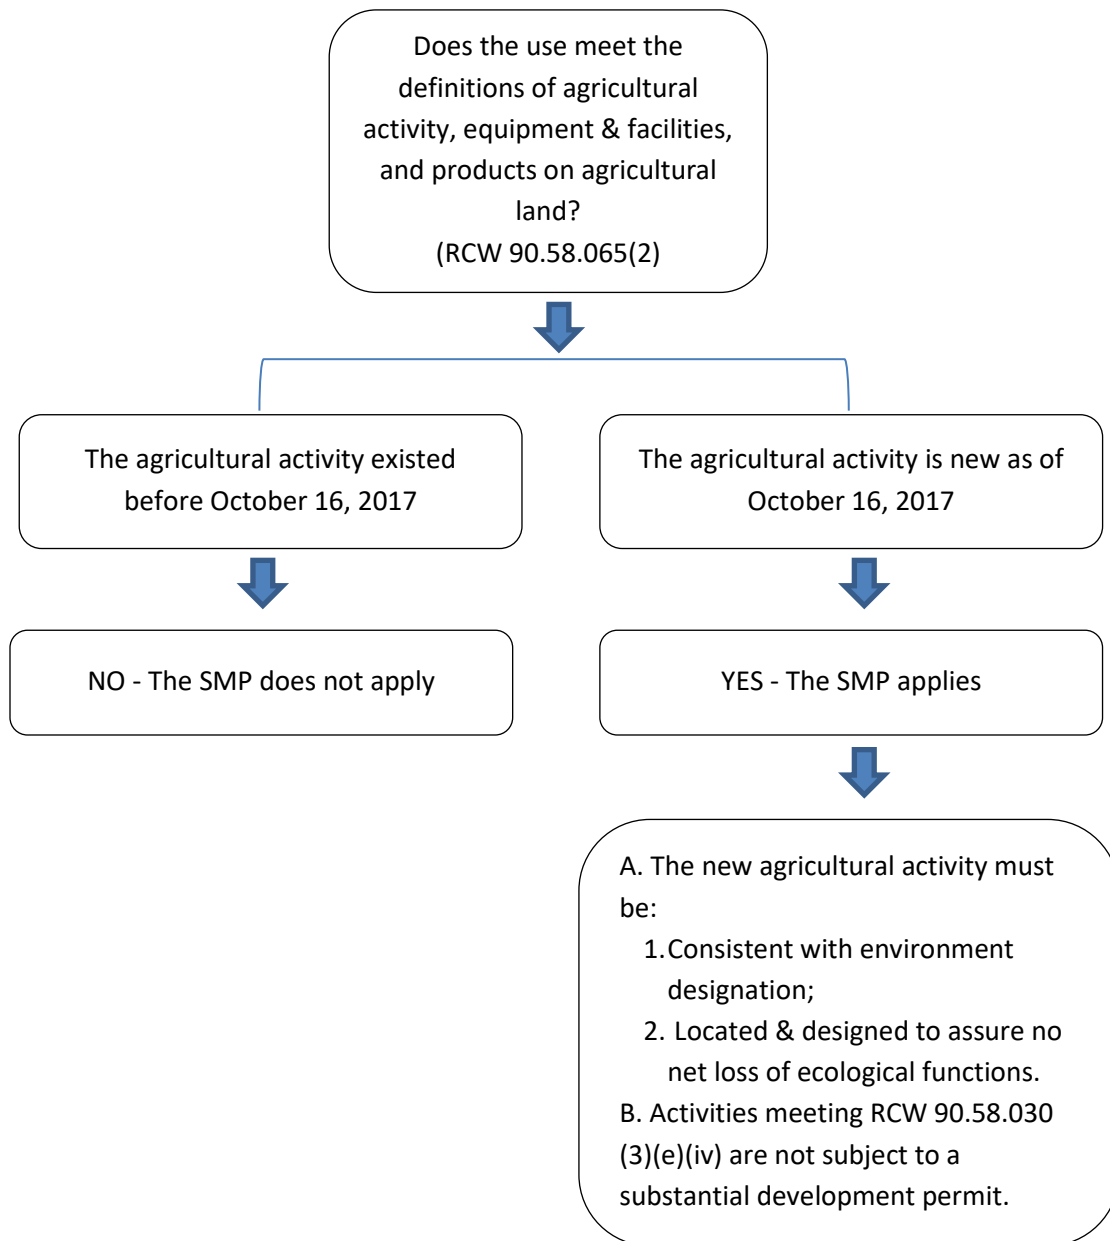 Does the use meet the
definitions of agricultural
activity, equipment & facilities,
and products on agricultural
land?
(RCW 90.58.065(2)
The agricultural activity existed
before October 16, 2017
The agricultural activity is new as of
October 16, 2017
NO - The SMP does not apply
YES - The SMP applies
A. The new agricultural activity must
be:
1.Consistent with environment
designation;
2. Located & designed to assure no
net loss of ecological functions.
B. Activities meeting RCW 90.58.030
(3)(e)(iv) are not subject to a
substantial development permit.